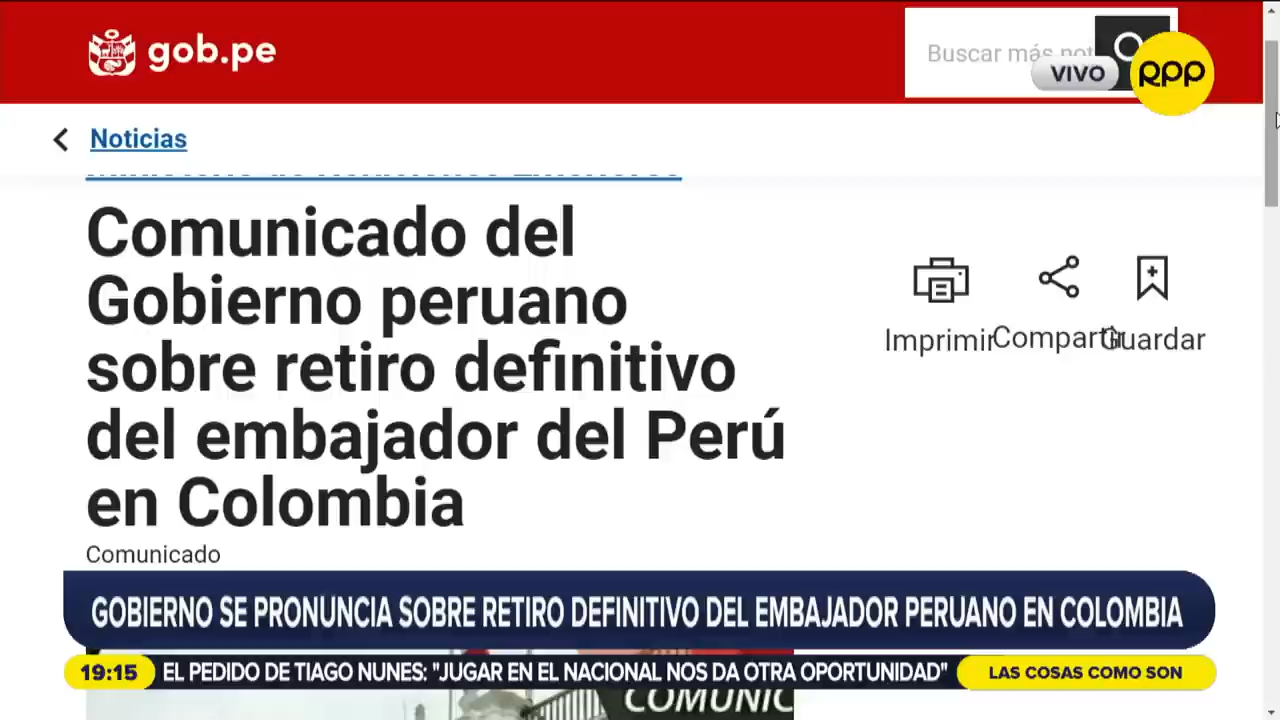 gob.pe
Buscar más not
VIVO
RPP
Noticias
Comunicado del
Gobierno peruano
sobre retiro definitivo
del embajador del Perú
en Colombia
Imprimir Compartir Guardar
Comunicado
GOBIERNO SE PRONUNCIA SOBRE RETIRO DEFINITIVO DEL EMBAJADOR PERUANO EN COLOMBIA
19:15 EL PEDIDO DE TIAGO NUNES: "JUGAR EN EL NACIONAL NOS DA OTRA OPORTUNIDAD" LAS COSAS COMO SON
COMUNIC